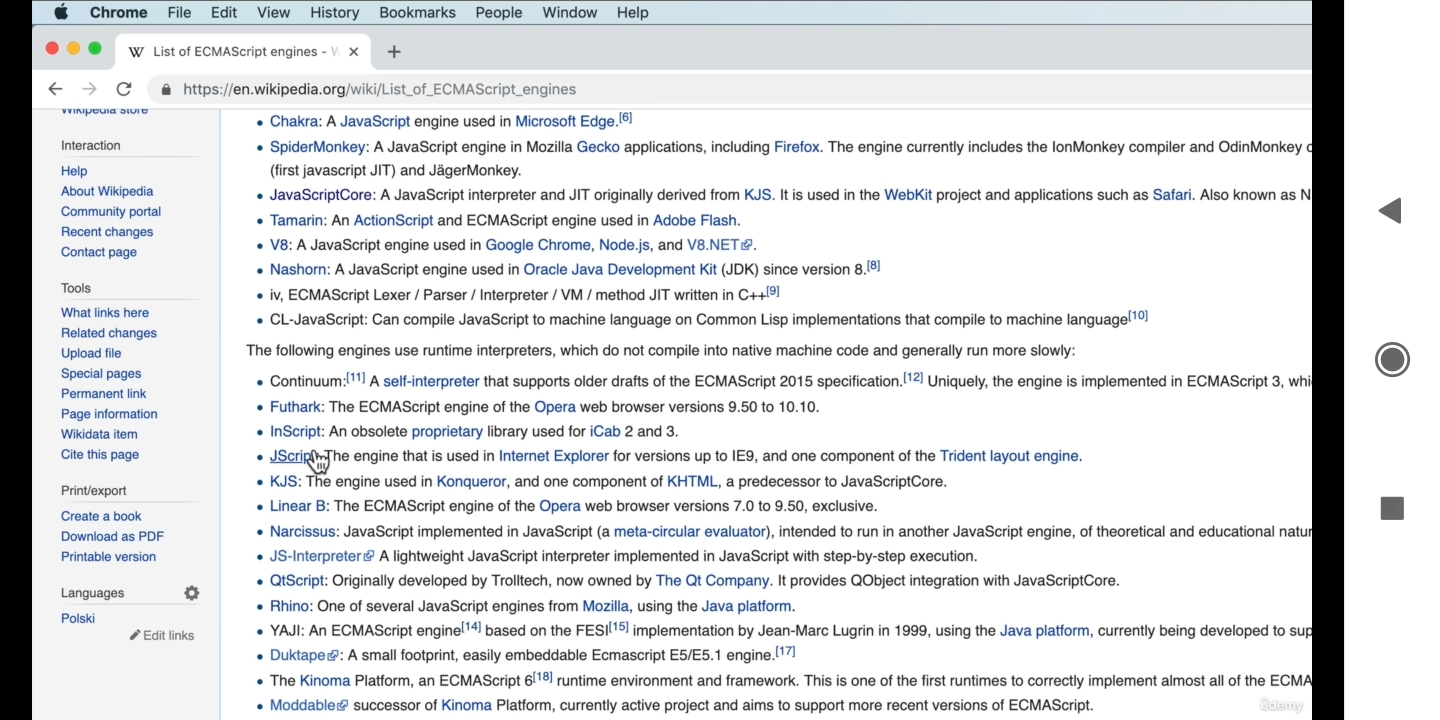 Chrome File Edit View History Bookmarks People Window Help
List of ECMAScript engines - W
https://en.wikipedia.org/wiki/List_of_ECMAScript_engines
Wikipedia store
Interaction
Help
About Wikipedia
Community portal
Recent changes
Contact page
Tools
What links here
Related changes
Upload file
Special pages
Permanent link
Page information
Wikidata item
Cite this page
Print/export
Create a book
Download as PDF
Printable version
Languages
Polski
Edit links
Chakra: A JavaScript engine used in Microsoft Edge.[6]
SpiderMonkey: A JavaScript engine in Mozilla Gecko applications, including Firefox. The engine currently includes the IonMonkey compiler and OdinMonkey
(first javascript JIT) and JägerMonkey.
JavaScriptCore: A JavaScript interpreter and JIT originally derived from KJS. It is used in the WebKit project and applications such as Safari. Also known as N
Tamarin: An ActionScript and ECMAScript engine used in Adobe Flash.
V8: A JavaScript engine used in Google Chrome, Node.js, and V8.NET.
Nashorn: A JavaScript engine used in Oracle Java Development Kit (JDK) since version 8.[8]
iv, ECMAScript Lexer / Parser / Interpreter / VM / method JIT written in C++[9]
CL-JavaScript: Can compile JavaScript to machine language on Common Lisp implementations that compile to machine language[10]
The following engines use runtime interpreters, which do not compile into native machine code and generally run more slowly:
Continuum:[11] A self-interpreter that supports older drafts of the ECMAScript 2015 specification.[12] Uniquely, the engine is implemented in ECMAScript 3, whi
Futhark: The ECMAScript engine of the Opera web browser versions 9.50 to 10.10.
InScript: An obsolete proprietary library used for iCab 2 and 3.
JScript: The engine that is used in Internet Explorer for versions up to IE9, and one component of the Trident layout engine.
KJS: The engine used in Konqueror, and one component of KHTML, a predecessor to JavaScriptCore.
Linear B: The ECMAScript engine of the Opera web browser versions 7.0 to 9.50, exclusive.
Narcissus: JavaScript implemented in JavaScript (a meta-circular evaluator), intended to run in another JavaScript engine, of theoretical and educational natur
JS-Interpreter A lightweight JavaScript interpreter implemented in JavaScript with step-by-step execution.
QtScript: Originally developed by Trolltech, now owned by The Qt Company. It provides QObject integration with JavaScriptCore.
Rhino: One of several JavaScript engines from Mozilla, using the Java platform.
YAJI: An ECMAScript engine[14] based on the FESI[15] implementation by Jean-Marc Lugrin in 1999, using the Java platform, currently being developed to sup
Duktape: A small footprint, easily embeddable Ecmascript E5/E5.1 engine.[17]
The Kinoma Platform, an ECMAScript 6[18] runtime environment and framework. This is one of the first runtimes to correctly implement almost all of the ECMA
Moddable successor of Kinoma Platform, currently active project and aims to support more recent versions of ECMAScript.
ûdemy